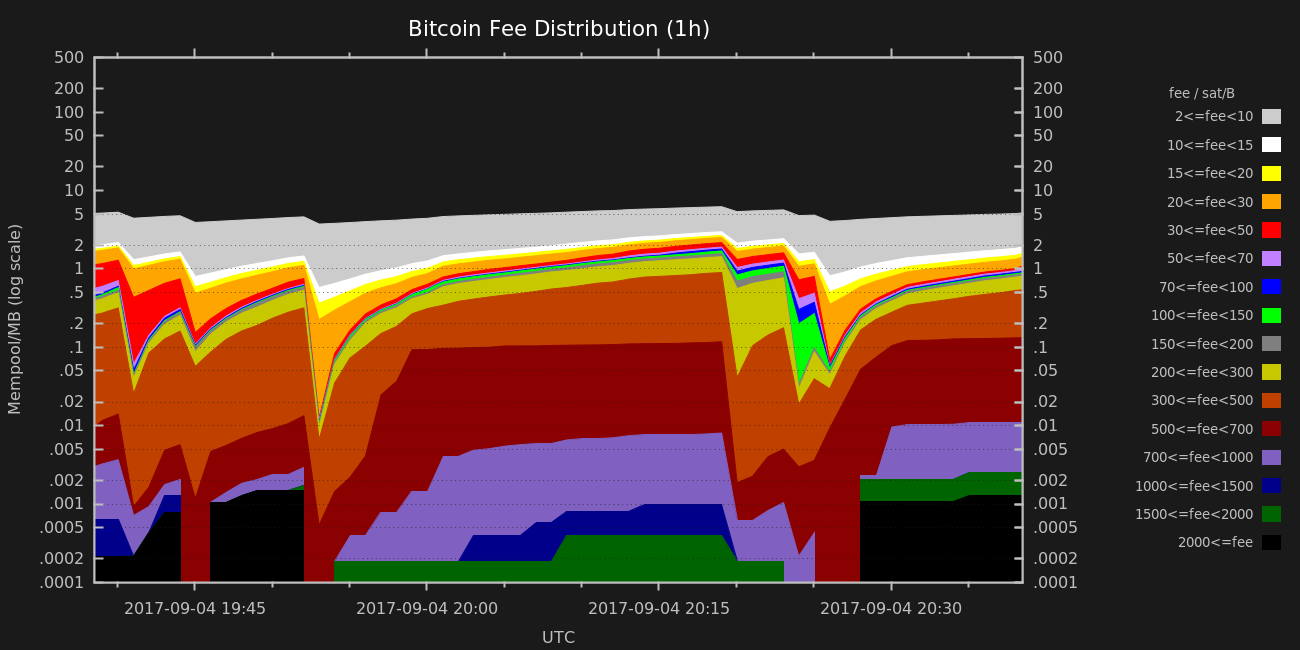 Bitcoin Fee Distribution (1h)
500 500
200 200
100 100
50 50
20 20
10 10
5 5
2 2
1 1
.5 .5
.2 .2
.1 .1
.05 .05
.02 .02
.01 .01
.005 .005
.002 .002
.001 .001
.0005 .0005
.0002 .0002
.0001 .0001
Mempool/MB (log scale)
2017-09-04 19:45 2017-09-04 20:00 2017-09-04 20:15 2017-09-04 20:30
UTC
fee / sat/B
2<=fee<10
10<=fee<15
15<=fee<20
20<=fee<30
30<=fee<50
50<=fee<70
70<=fee<100
100<=fee<150
150<=fee<200
200<=fee<300
300<=fee<500
500<=fee<700
700<=fee<1000
1000<=fee<1500
1500<=fee<2000
2000<=fee